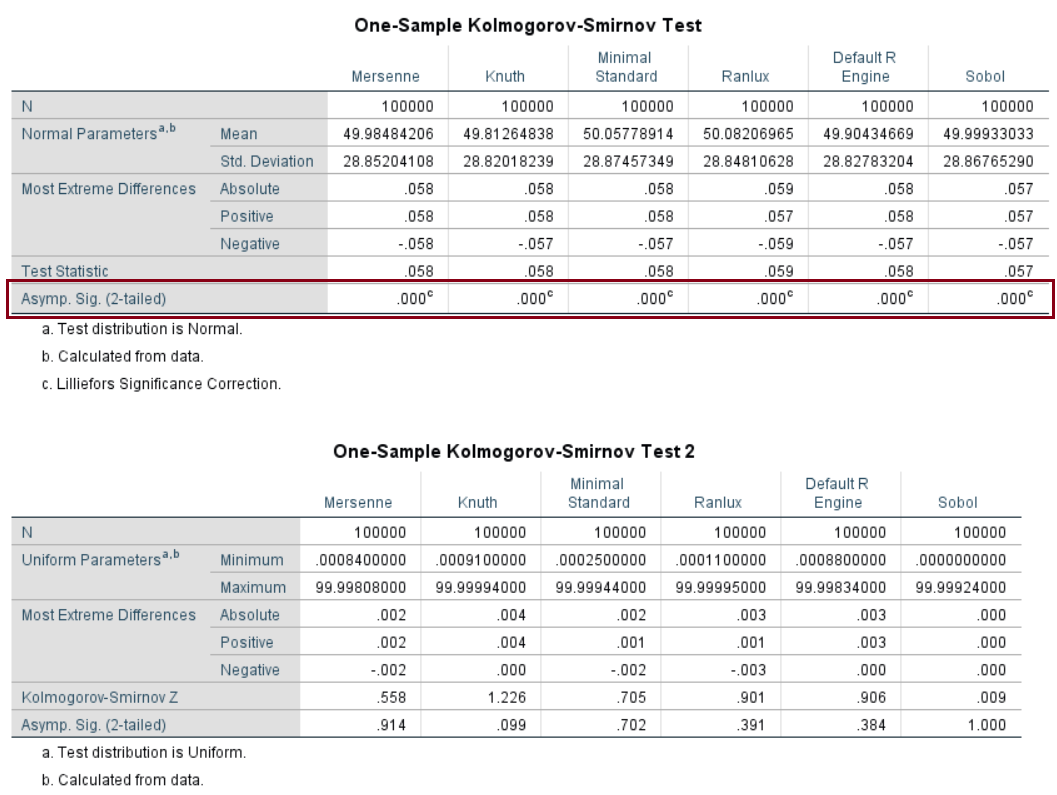 One-Sample Kolmogorov-Smirnov Test
Mersenne Knuth Minimal Standard Ranlux Default R Engine Sobol
N 100000 100000 100000 100000 100000 100000
Normal Parametersa,b Mean 49.98484206 49.81264838 50.05778914 50.08206965 49.90434669 49.99933033
Std. Deviation 28.85204108 28.82018239 28.87457349 28.84810628 28.82783204 28.86765290
Most Extreme Differences Absolute .058 .058 .058 .059 .058 .057
Positive .058 .058 .058 .057 .058 .057
Negative -.058 -.057 -.057 -.059 -.057 -.057
Test Statistic .058 .058 .058 .059 .058 .057
Asymp. Sig. (2-tailed) .000c .000c .000c .000c .000c .000c
a. Test distribution is Normal.
b. Calculated from data.
c. Lilliefors Significance Correction.
One-Sample Kolmogorov-Smirnov Test 2
Mersenne Knuth Minimal Standard Ranlux Default R Engine Sobol
N 100000 100000 100000 100000 100000 100000
Uniform Parametersa,b Minimum .0008400000 .0009100000 .0002500000 .0001100000 .0008800000 .0000000000
Maximum 99.99808000 99.99994000 99.99944000 99.99995000 99.99834000 99.99924000
Most Extreme Differences Absolute .002 .004 .002 .003 .003 .000
Positive .002 .004 .001 .001 .003 .000
Negative -.002 .000 -.002 -.003 .000 .000
Kolmogorov-Smirnov Z .558 1.226 .705 .901 .906 .009
Asymp. Sig. (2-tailed) .914 .099 .702 .391 .384 1.000
a. Test distribution is Uniform.
b. Calculated from data.